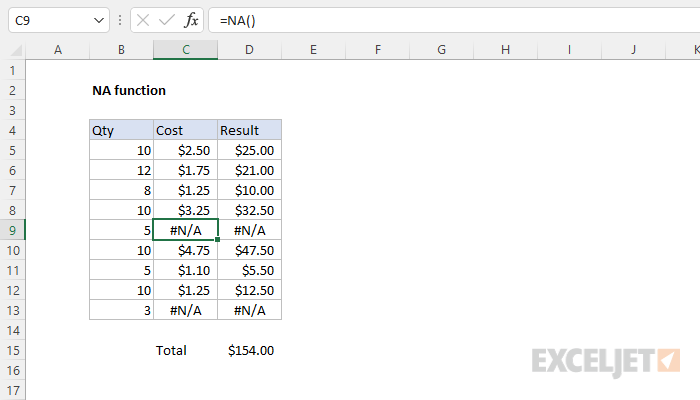 C9 fx =NA()
A B C D E F G H I J K
1
2 NA function
3
4 Qty Cost Result
5 10 $2.50 $25.00
6 12 $1.75 $21.00
7 8 $1.25 $10.00
8 10 $3.25 $32.50
9 5 #N/A #N/A
10 10 $4.75 $47.50
11 5 $1.10 $5.50
12 10 $1.25 $12.50
13 3 #N/A #N/A
14
15 Total $154.00
16
17
EXCELJET